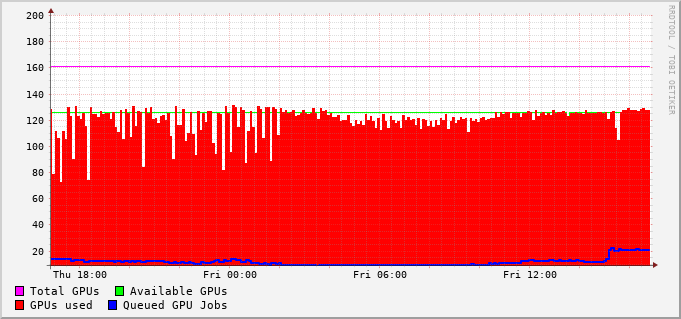 200
180
160
140
120
100
80
60
40
20
Thu 18:00 Fri 00:00 Fri 06:00 Fri 12:00
Total GPUs Available GPUs
GPUs used Queued GPU Jobs
RRDTOOL / TOBI OETIKER